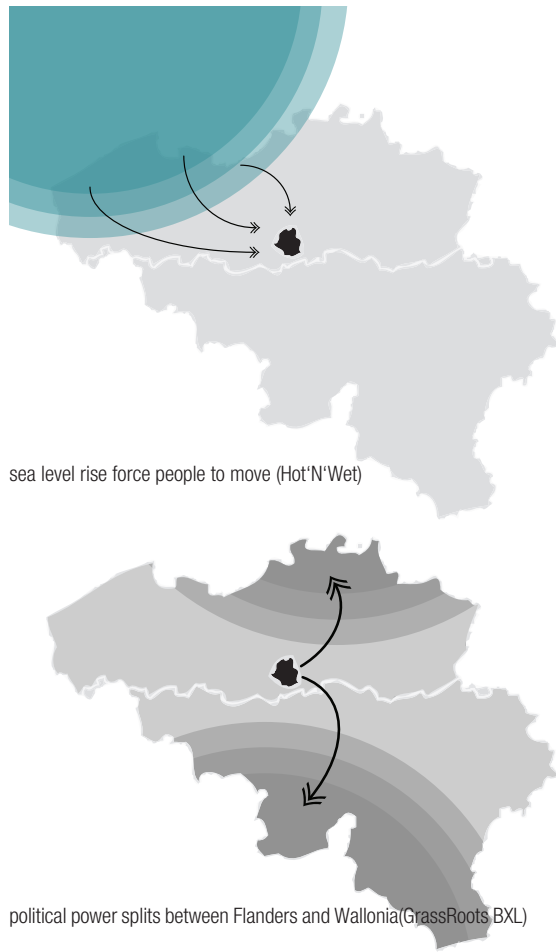 sea level rise force people to move (Hot‘N‘Wet)
political power splits between Flanders and Wallonia(GrassRoots BXL)